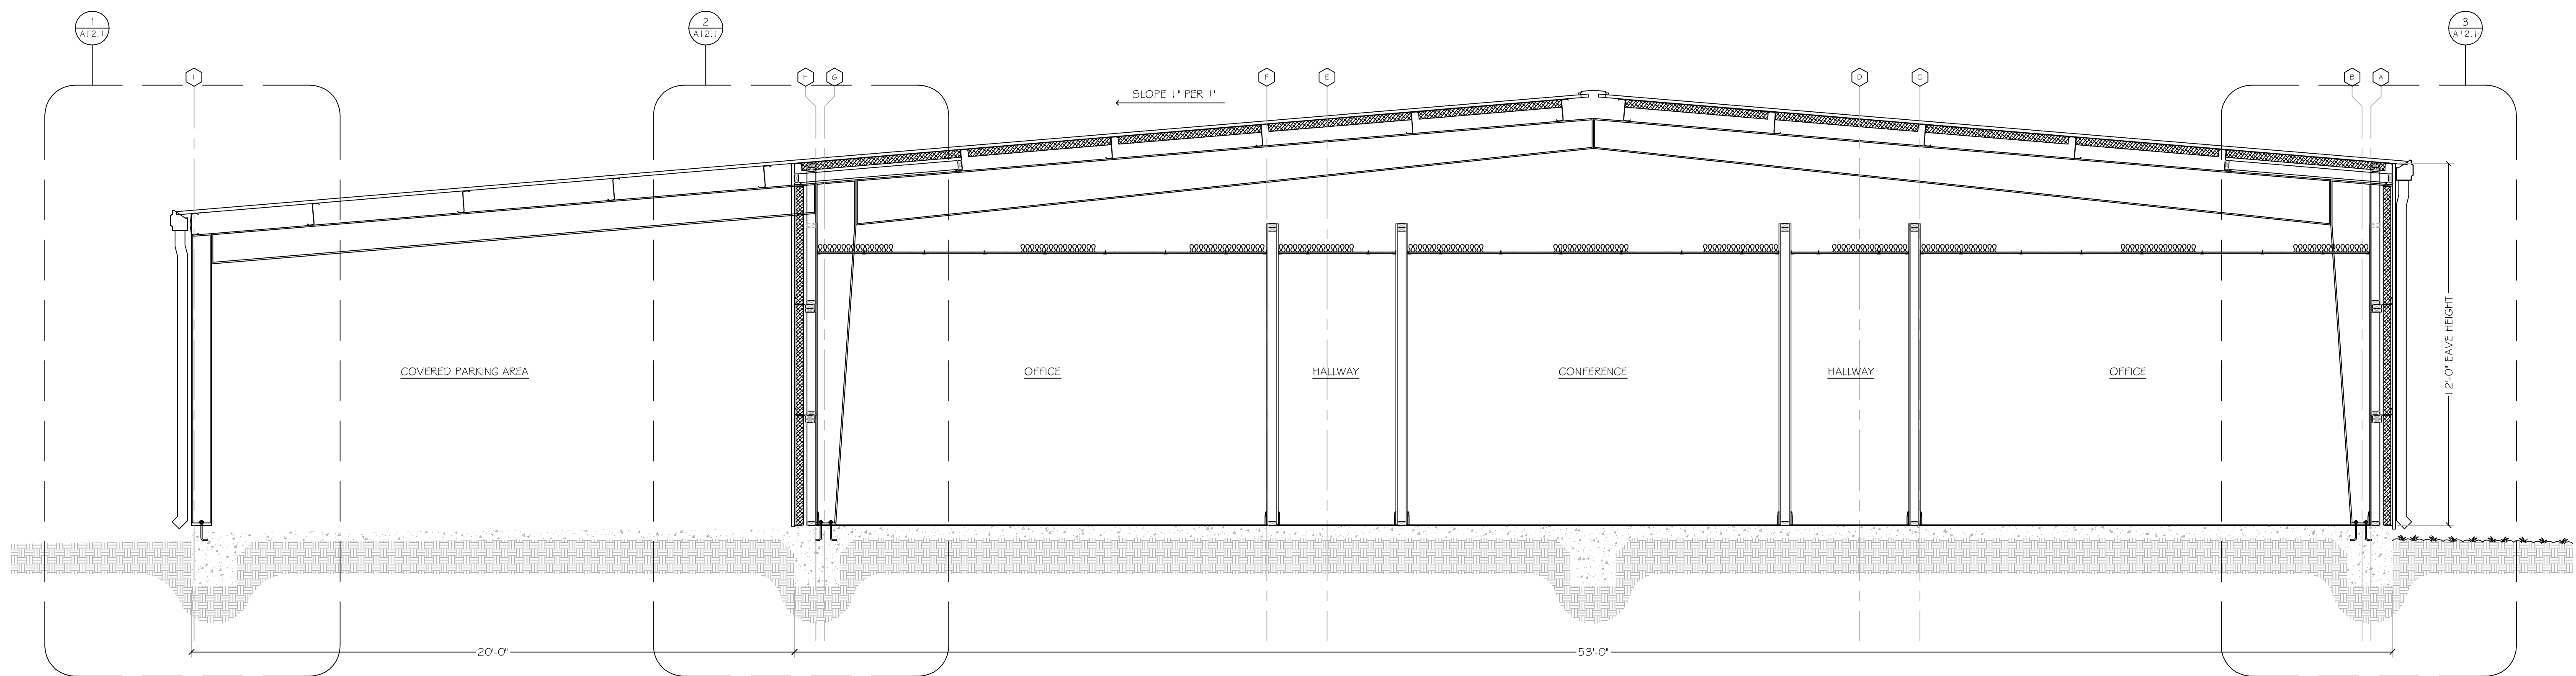 1
A12.1
2
A12.1
3
A12.1
I
H
G
F
E
D
C
B
A
SLOPE 1" PER 1'
COVERED PARKING AREA
OFFICE
HALLWAY
CONFERENCE
HALLWAY
OFFICE
12'-0" EAVE HEIGHT
20'-0"
53'-0"